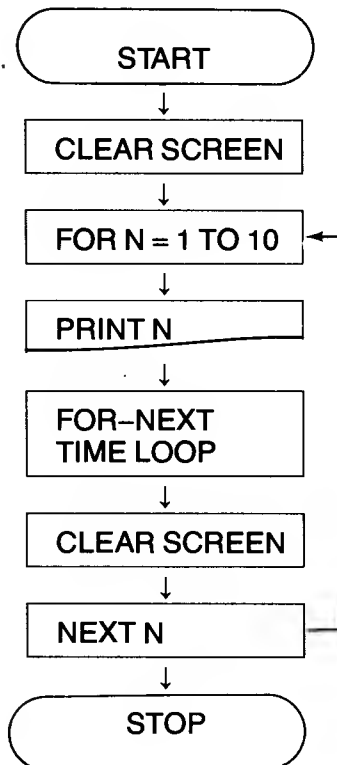 START
CLEAR SCREEN
FOR N = 1 TO 10
PRINT N
FOR–NEXT
TIME LOOP
CLEAR SCREEN
NEXT N
STOP